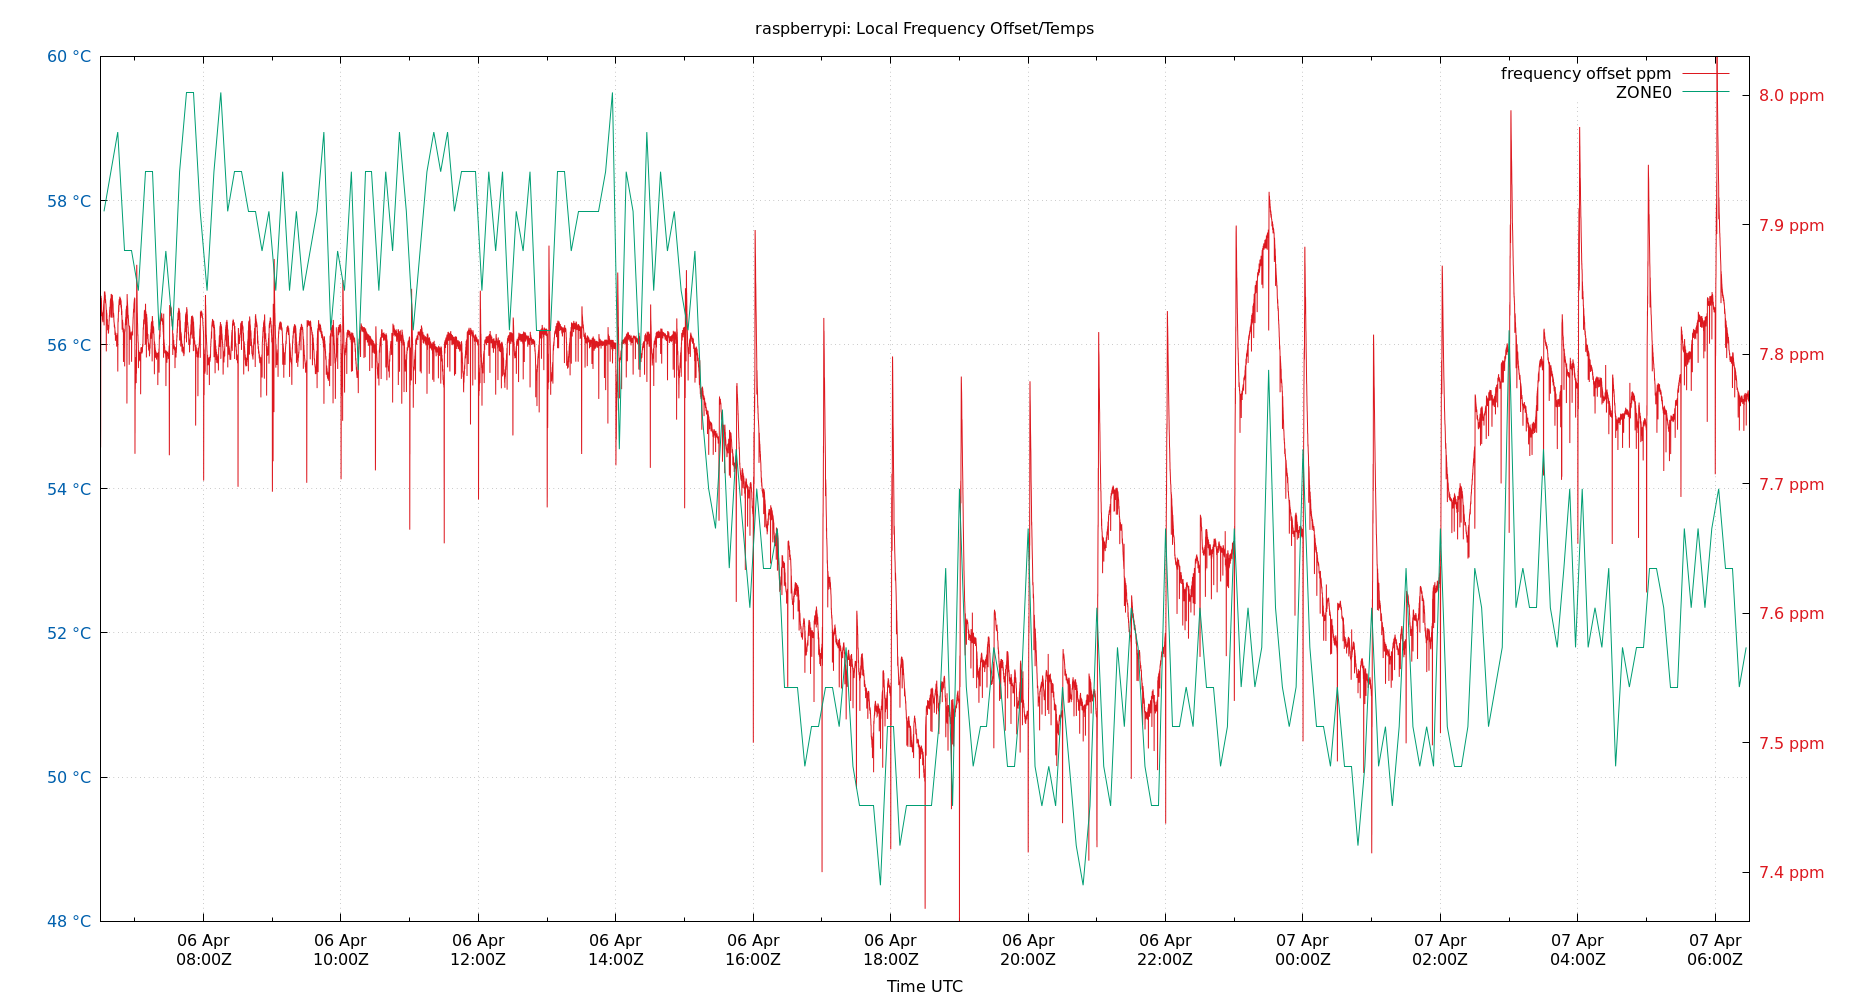 raspberrypi: Local Frequency Offset/Temps
60 °C
58 °C
56 °C
54 °C
52 °C
50 °C
48 °C
frequency offset ppm
ZONE0
8.0 ppm
7.9 ppm
7.8 ppm
7.7 ppm
7.6 ppm
7.5 ppm
7.4 ppm
06 Apr
08:00Z
06 Apr
10:00Z
06 Apr
12:00Z
06 Apr
14:00Z
06 Apr
16:00Z
06 Apr
18:00Z
06 Apr
20:00Z
06 Apr
22:00Z
07 Apr
00:00Z
07 Apr
02:00Z
07 Apr
04:00Z
07 Apr
06:00Z
Time UTC